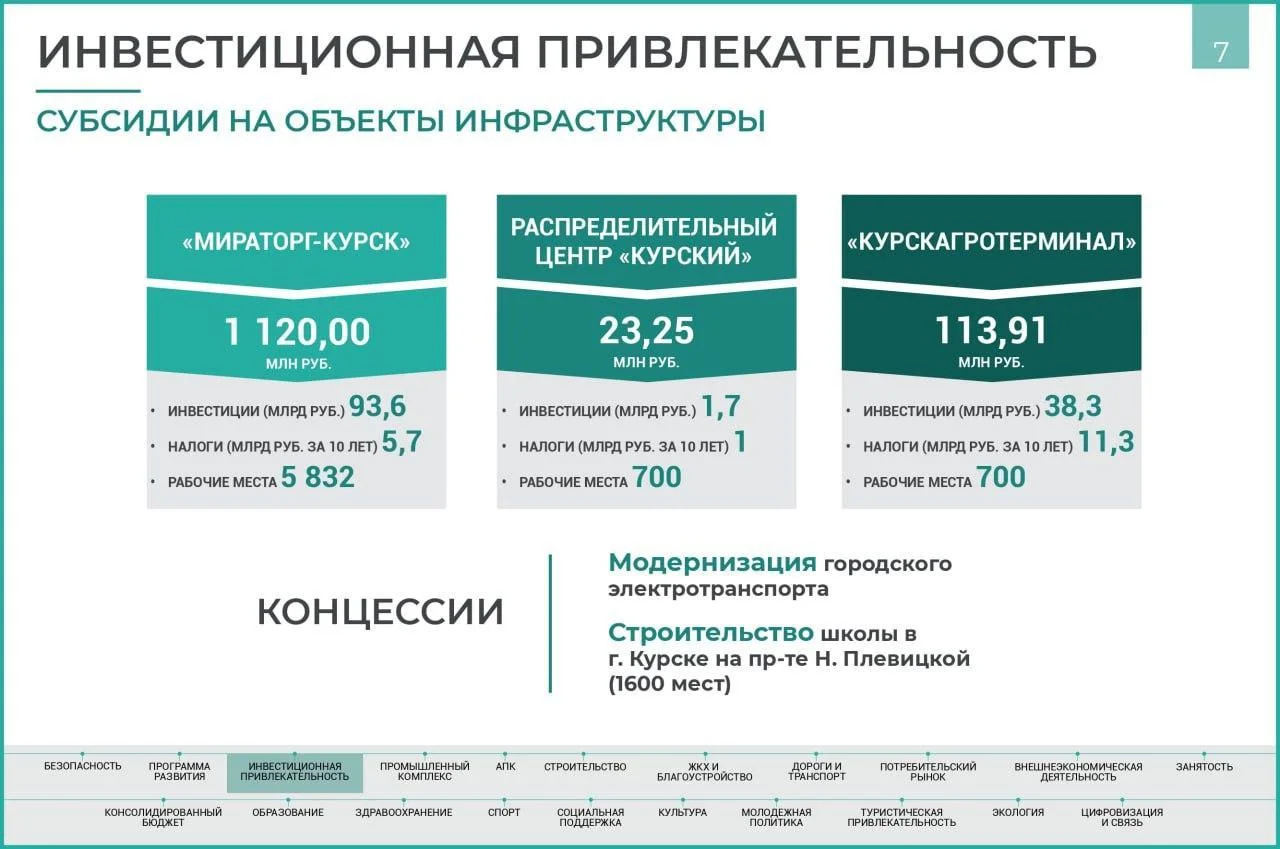 ИНВЕСТИЦИОННАЯ ПРИВЛЕКАТЕЛЬНОСТЬ
7
СУБСИДИИ НА ОБЪЕКТЫ ИНФРАСТРУКТУРЫ
«МИРАТОРГ-КУРСК»
1 120,00
МЛН РУБ.
• ИНВЕСТИЦИИ (МЛРД РУБ.) 93,6
• НАЛОГИ (МЛРД РУБ. ЗА 10 ЛЕТ) 5,7
• РАБОЧИЕ МЕСТА 5 832
РАСПРЕДЕЛИТЕЛЬНЫЙ
ЦЕНТР «КУРСКИЙ»
23,25
МЛН РУБ.
• ИНВЕСТИЦИИ (МЛРД РУБ.) 1,7
• НАЛОГИ (МЛРД РУБ. ЗА 10 ЛЕТ) 1
• РАБОЧИЕ МЕСТА 700
«КУРСКАГРОТЕРМИНАЛ»
113,91
МЛН РУБ.
• ИНВЕСТИЦИИ (МЛРД РУБ.) 38,3
• НАЛОГИ (МЛРД РУБ. ЗА 10 ЛЕТ) 11,3
• РАБОЧИЕ МЕСТА 700
КОНЦЕССИИ
Модернизация городского
электротранспорта
Строительство школы в
г. Курске на пр-те Н. Плевицкой
(1600 мест)
БЕЗОПАСНОСТЬ
ПРОГРАММА
РАЗВИТИЯ
ИНВЕСТИЦИОННАЯ
ПРИВЛЕКАТЕЛЬНОСТЬ
ПРОМЫШЛЕННЫЙ
КОМПЛЕКС
АПК
СТРОИТЕЛЬСТВО
ЖКХ И
БЛАГОУСТРОЙСТВО
ДОРОГИ И
ТРАНСПОРТ
ПОТРЕБИТЕЛЬСКИЙ
РЫНОК
ВНЕШНЕЭКОНОМИЧЕСКАЯ
ДЕЯТЕЛЬНОСТЬ
ЗАНЯТОСТЬ
КОНСОЛИДИРОВАННЫЙ
БЮДЖЕТ
ОБРАЗОВАНИЕ
ЗДРАВООХРАНЕНИЕ
СПОРТ
СОЦИАЛЬНАЯ
ПОДДЕРЖКА
КУЛЬТУРА
МОЛОДЕЖНАЯ
ПОЛИТИКА
ТУРИСТИЧЕСКАЯ
ПРИВЛЕКАТЕЛЬНОСТЬ
ЭКОЛОГИЯ
ЦИФРОВИЗАЦИЯ
И СВЯЗЬ